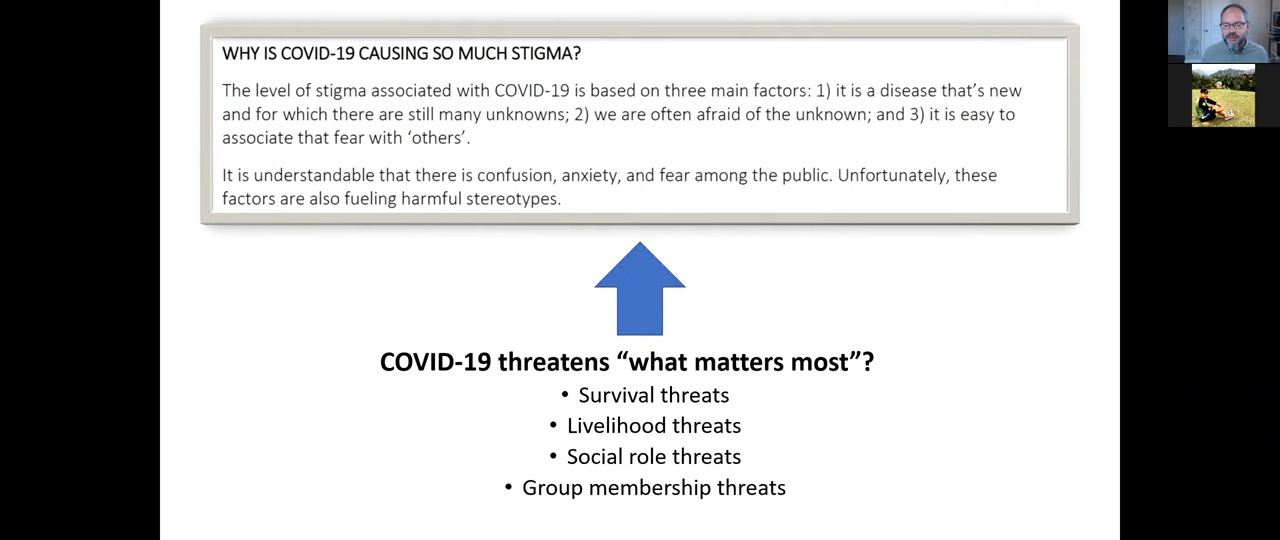 WHY IS COVID-19 CAUSING SO MUCH STIGMA?
The level of stigma associated with COVID-19 is based on three main factors: 1) it is a disease that's new
and for which there are still many unknowns; 2) we are often afraid of the unknown; and 3) it is easy to
associate that fear with ‘others’.
It is understandable that there is confusion, anxiety, and fear among the public. Unfortunately, these
factors are also fueling harmful stereotypes.
COVID-19 threatens “what matters most”?
• Survival threats
• Livelihood threats
• Social role threats
• Group membership threats